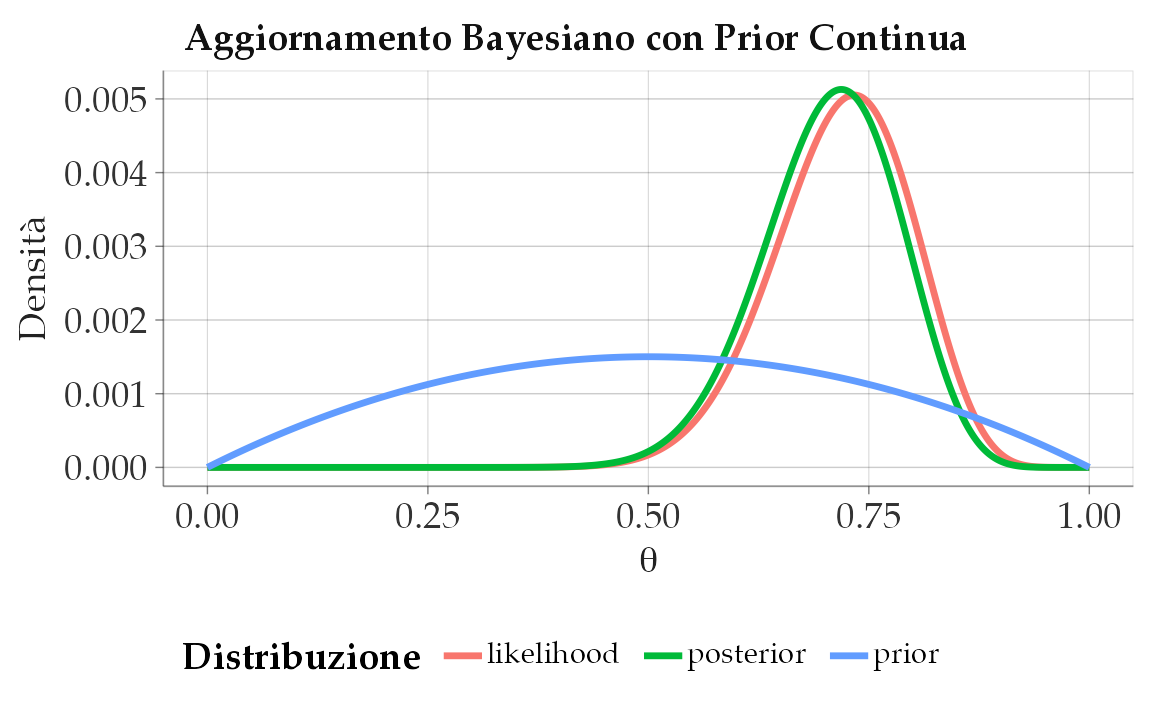 Aggiornamento Bayesiano con Prior Continua
Densità
0.005
0.004
0.003
0.002
0.001
0.000
0.00 0.25 0.50 0.75 1.00
θ
Distribuzione likelihood posterior prior